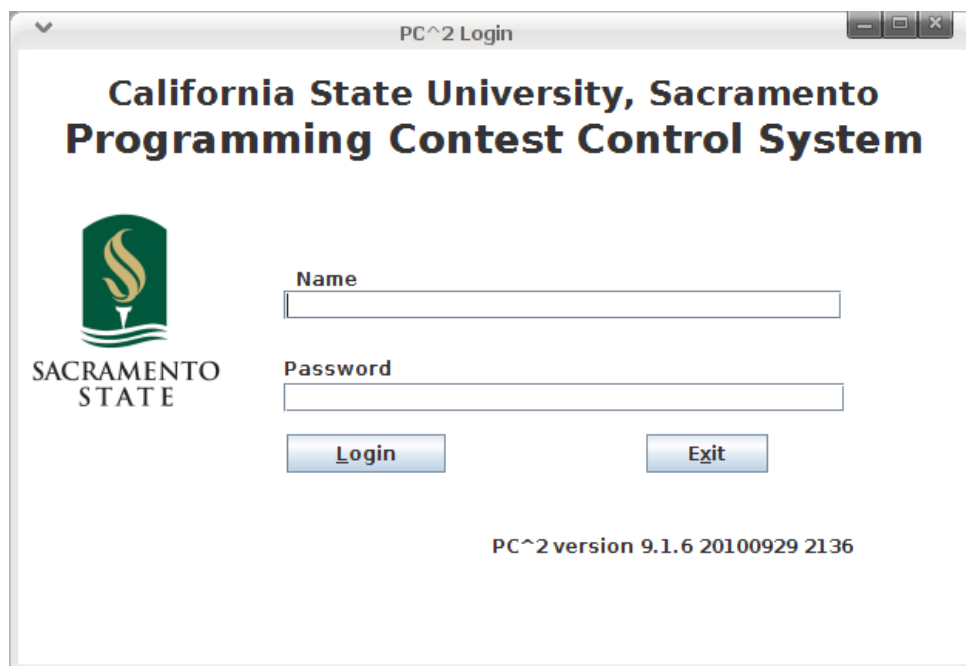 PC^2 Login
California State University, Sacramento
Programming Contest Control System
Name
SACRAMENTO
STATE
Password
Login
Exit
PC^2 version 9.1.6 20100929 2136